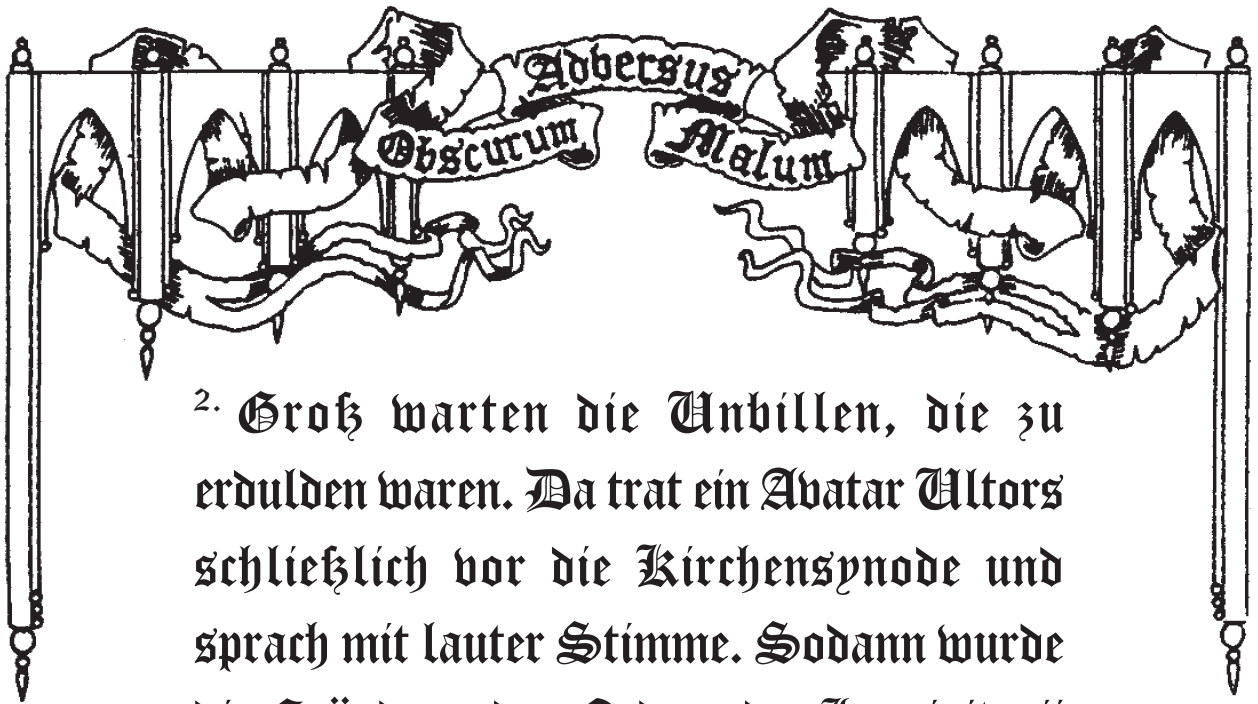 Adversus
Obscurum Malum
2. Groß warten die Unbillen, die zu
erdulden waren. Da trat ein Avatar Ultors
schließlich vor die Kirchensynode und
sprach mit lauter Stimme. Sodann wurde